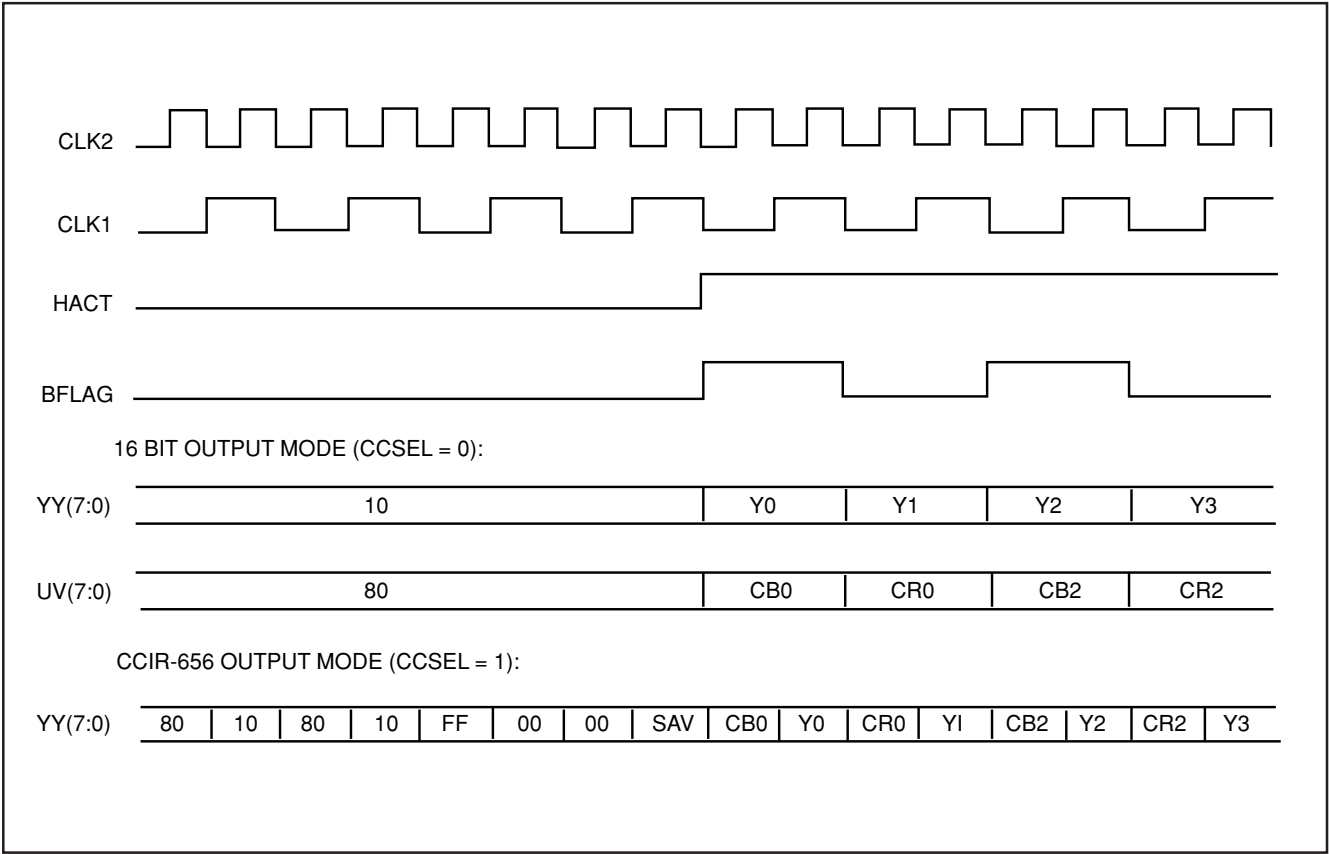 CLK2
CLK1
HACT
BFLAG
16 BIT OUTPUT MODE (CCSEL = 0):
YY(7:0) 10 Y0 Y1 Y2 Y3
UV(7:0) 80 CB0 CR0 CB2 CR2
CCIR-656 OUTPUT MODE (CCSEL = 1):
YY(7:0) 80 10 80 10 FF 00 00 SAV CB0 Y0 CR0 YI CB2 Y2 CR2 Y3